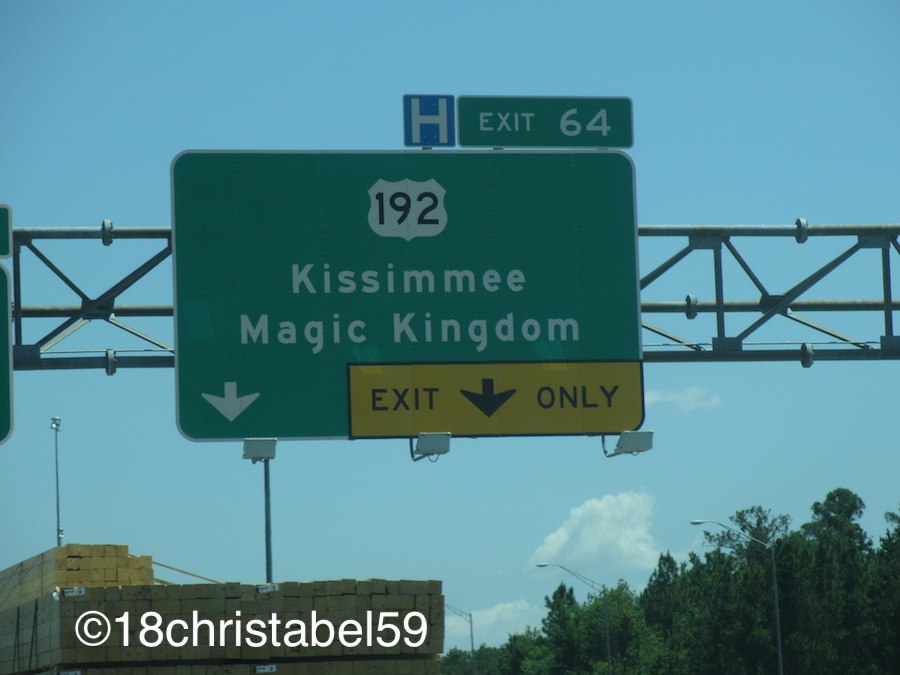 H EXIT 64
192
Kissimmee
Magic Kingdom
EXIT ONLY
©18christabel59